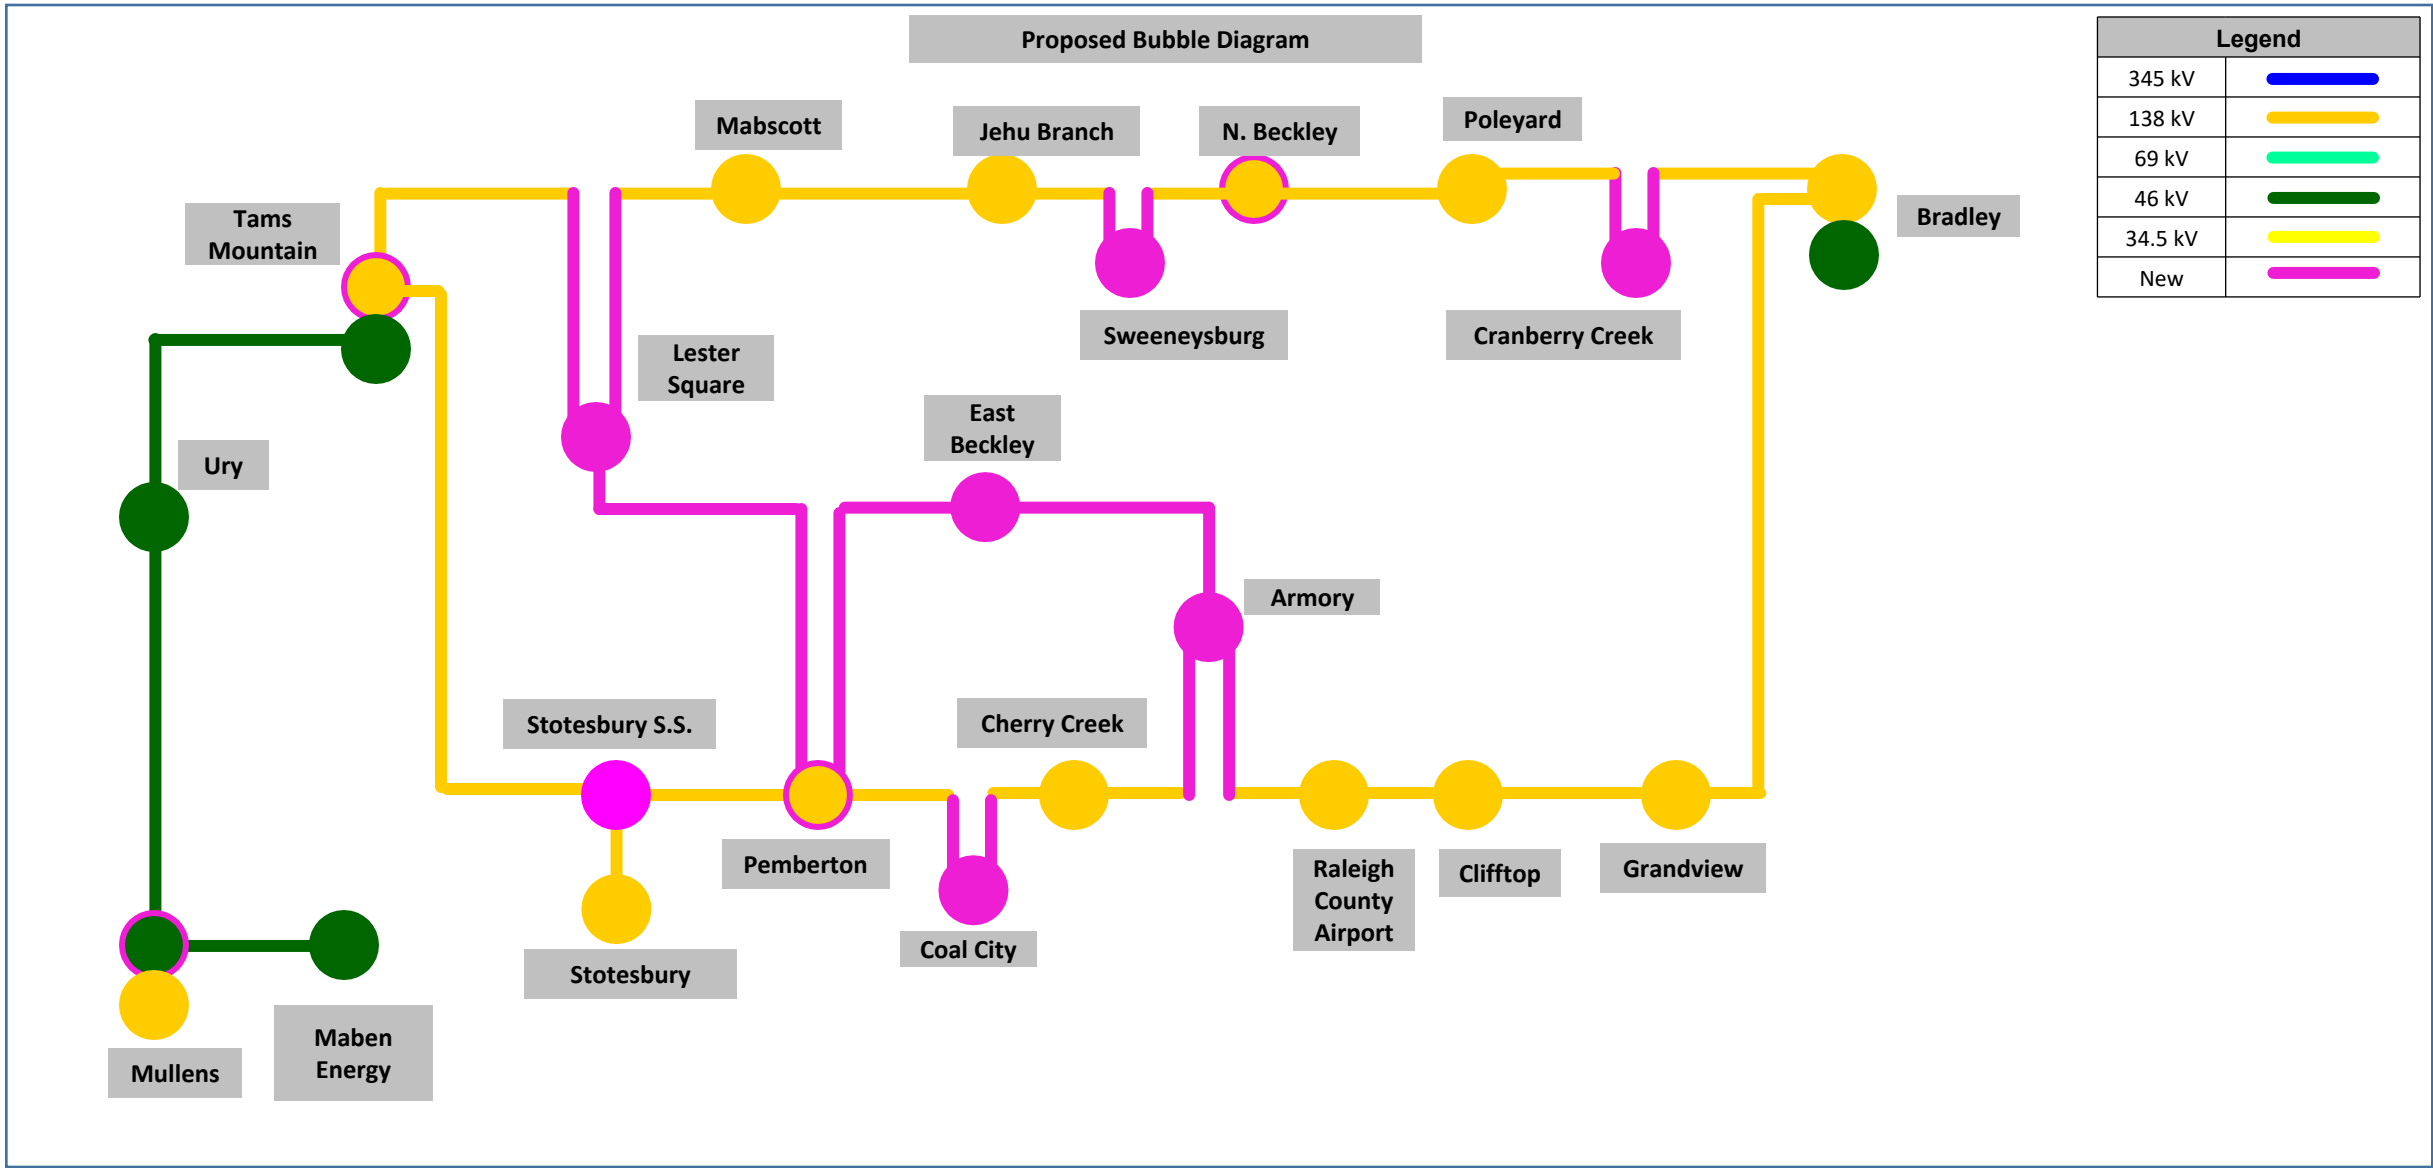 Proposed Bubble Diagram
Legend
345 kV
138 kV
69 kV
46 kV
34.5 kV
New
Mabscott
Jehu Branch
N. Beckley
Poleyard
Tams
Mountain
Bradley
Sweeneysburg
Cranberry Creek
Lester
Square
East
Beckley
Ury
Armory
Stotesbury S.S.
Cherry Creek
Pemberton
Raleigh
County
Airport
Clifftop
Grandview
Coal City
Stotesbury
Maben
Energy
Mullens